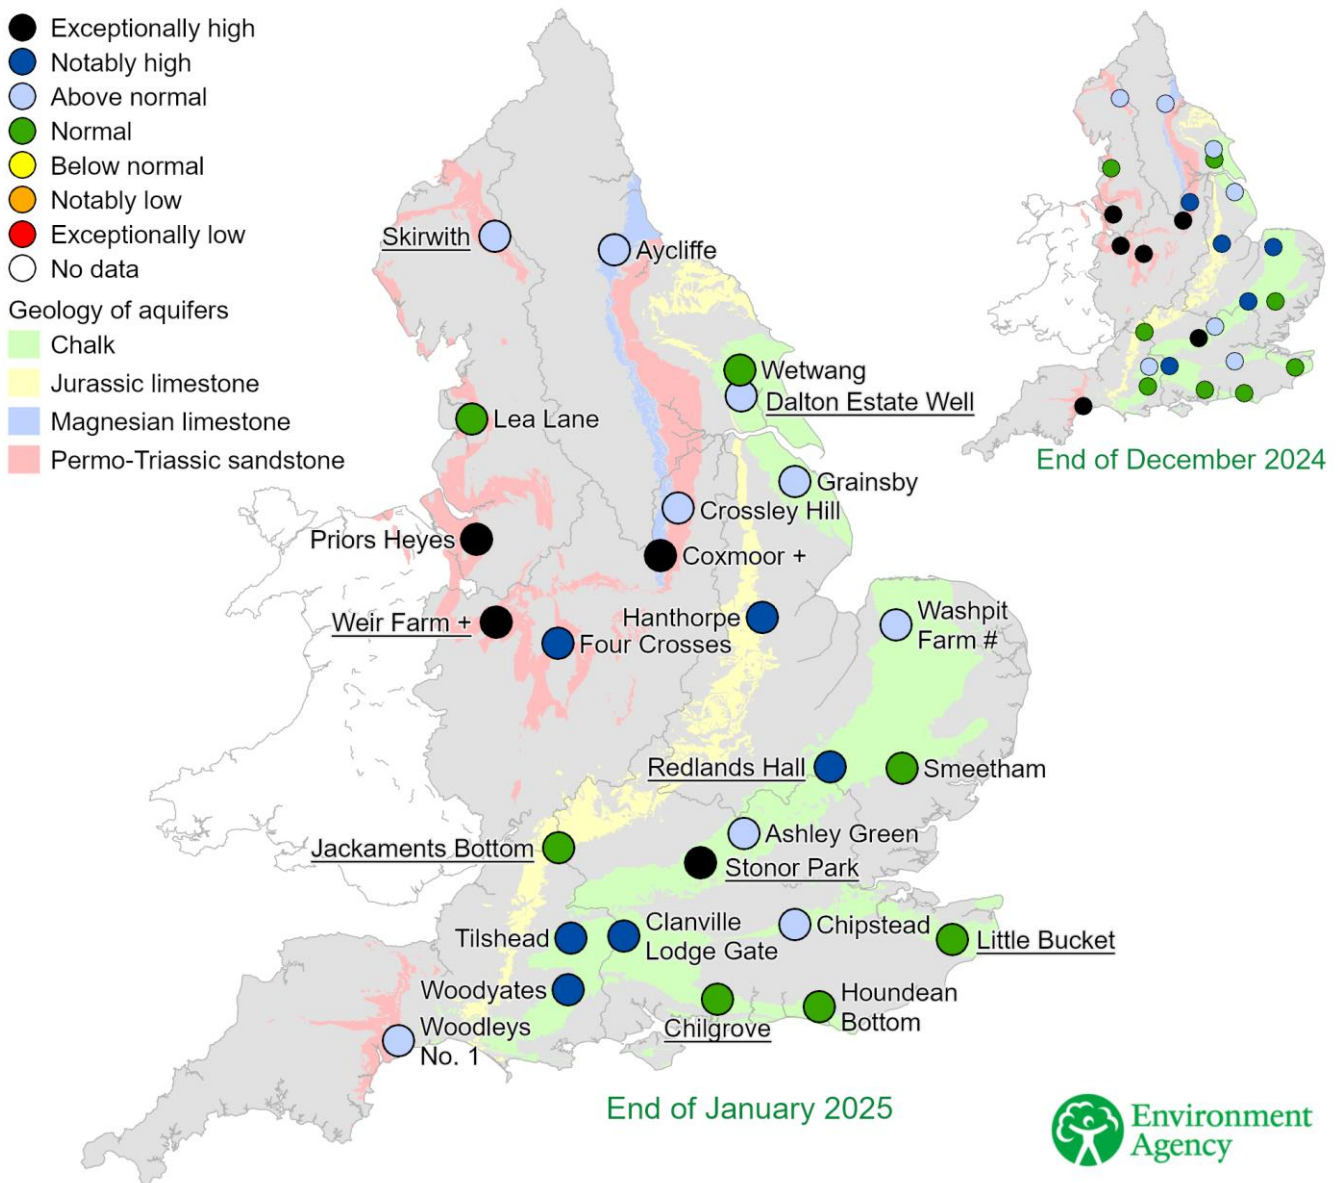 Exceptionally high
Notably high
Above normal
Normal
Below normal
Notably low
Exceptionally low
No data
Geology of aquifers
Chalk
Jurassic limestone
Magnesian limestone
Permo-Triassic sandstone
End of December 2024
Skirwith
Aycliffe
Wetwang
Dalton Estate Well
Lea Lane
Grainsby
Crossley Hill
Priors Heyes
Coxmoor +
Hanthorpe
Washpit
Farm #
Weir Farm +
Four Crosses
Redlands Hall
Smeetham
Ashley Green
Jackaments Bottom
Stonor Park
Clanville
Lodge Gate
Tilshead
Chipstead
Little Bucket
Woodyates
Houndean
Bottom
Chilgrove
Woodleys
No. 1
End of January 2025
Environment
Agency